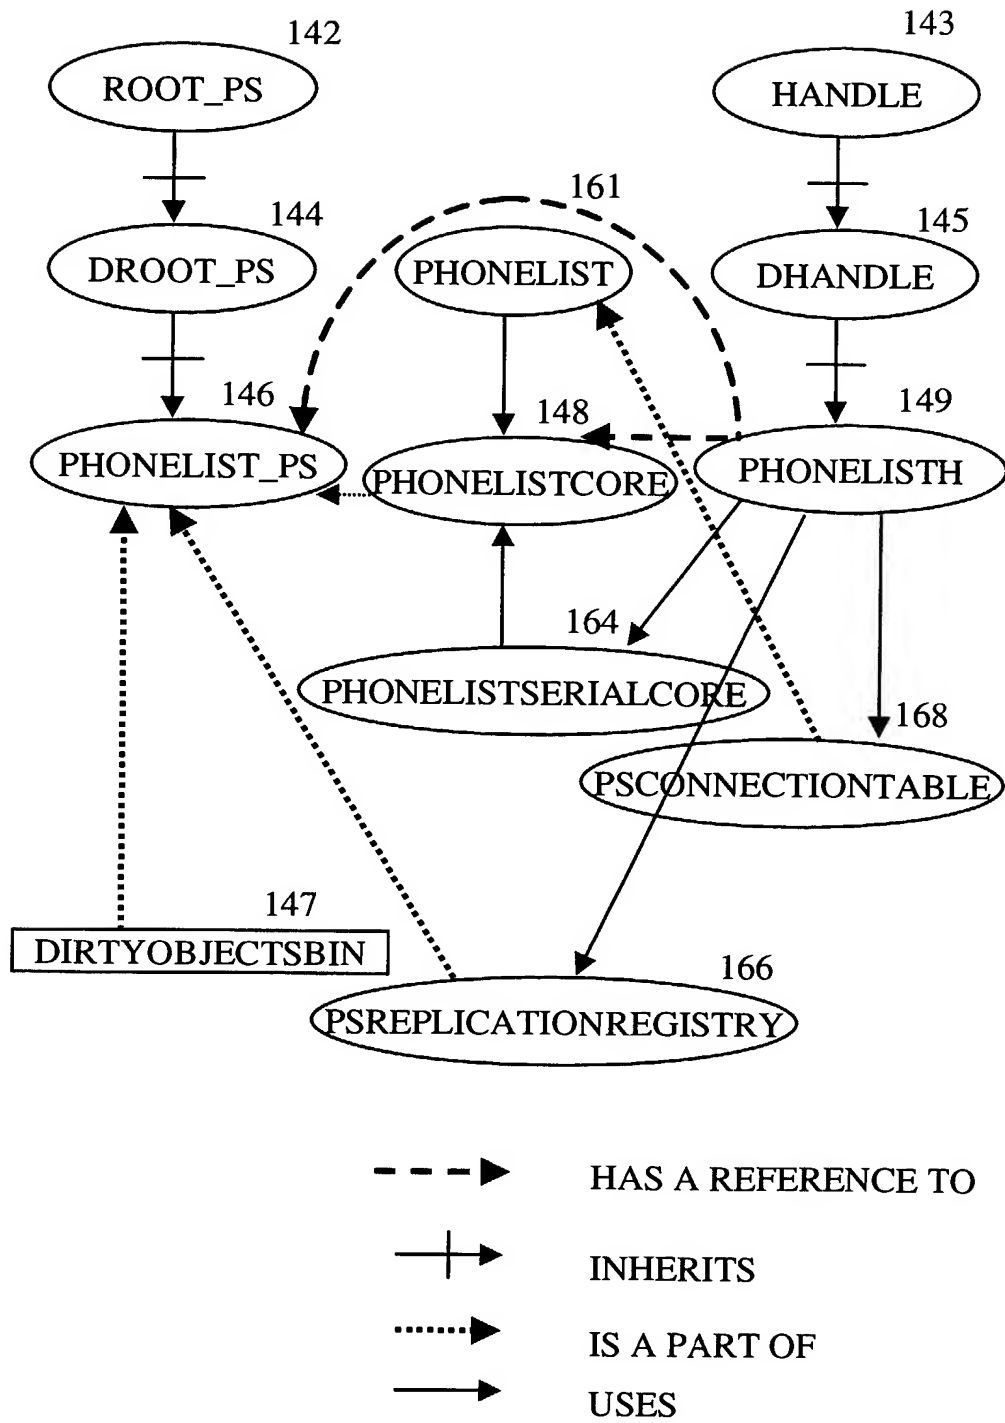 142
ROOT_PS
143
HANDLE
144
DROOT_PS
161
PHONELIST
145
DHANDLE
146
PHONELIST_PS
148
PHONELISTCORE
149
PHONELISTH
164
PHONELISTSERIALCORE
168
PSCONNECTIONTABLE
147
DIRTYOBJECTSBIN
166
PSREPLICATIONREGISTRY
HAS A REFERENCE TO
INHERITS
IS A PART OF
USES